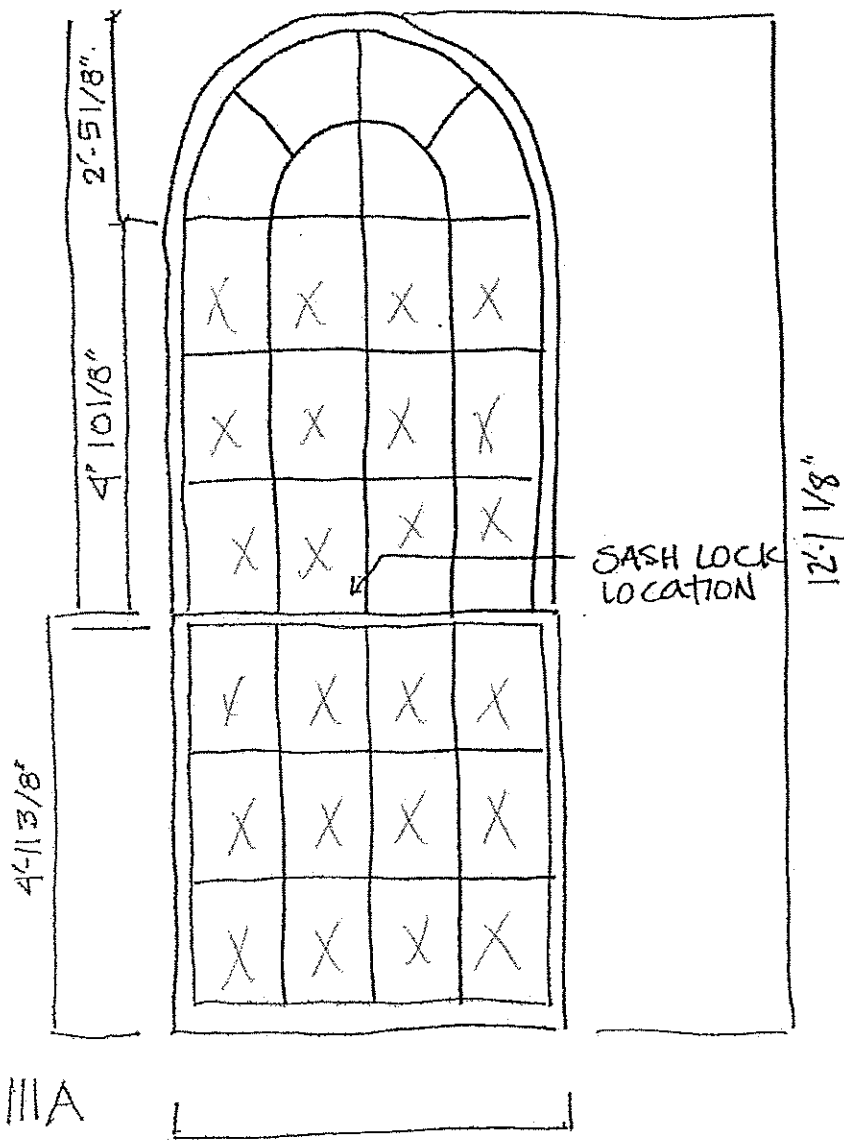 2'-5 1/8"
4' 10 1/8"
X X X X
X X X X
X X X X
SASH LOCK
LOCATION
12'-1 1/8"
X X X X
X X X X
X X X X
4'-11 3/8"
IIIA